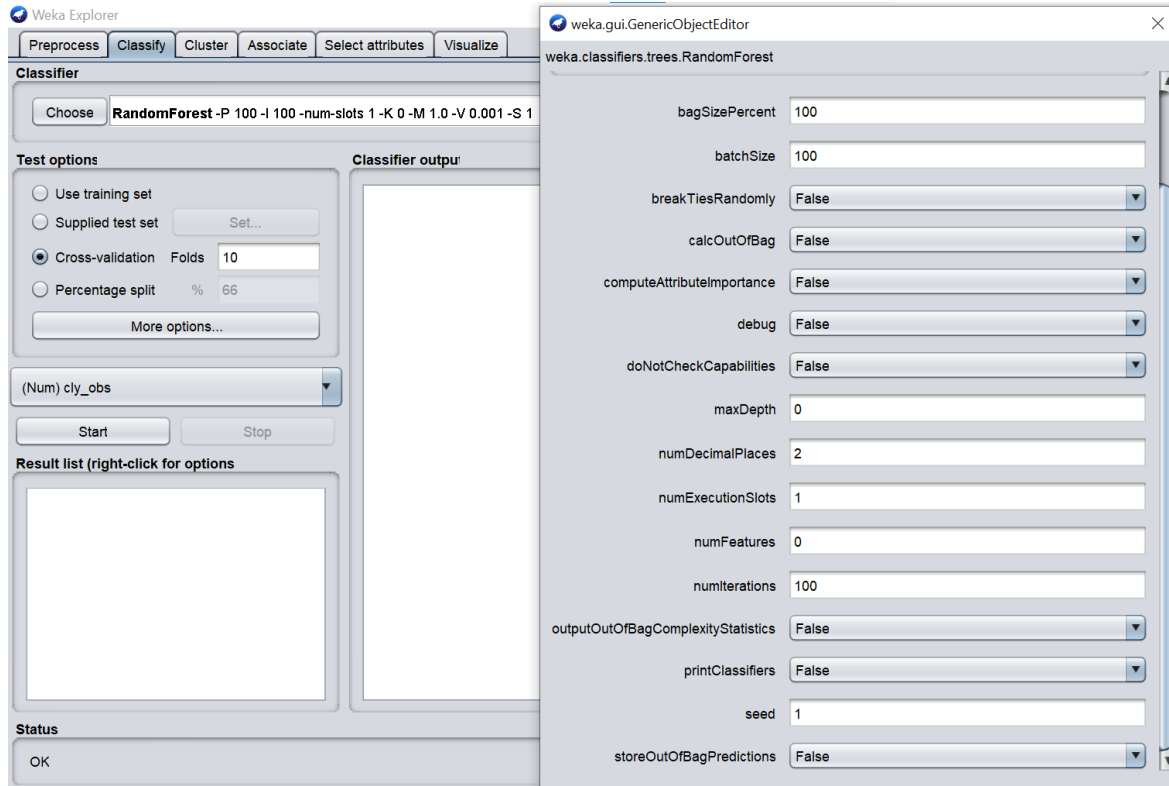 Weka Explorer
Preprocess Classify Cluster Associate Select attributes Visualize
Classifier
Choose RandomForest -P 100 -I 100 -num-slots 1 -K 0 -M 1.0 -V 0.001 -S 1
Test options
Use training set
Supplied test set Set...
Cross-validation Folds 10
Percentage split % 66
More options...
(Num) cly_obs
Start Stop
Result list (right-click for options
Classifier output
Status
OK
weka.gui.GenericObjectEditor
weka.classifiers.trees.RandomForest
bagSizePercent 100
batchSize 100
breakTiesRandomly False
calcOutOfBag False
computeAttributeImportance False
debug False
doNotCheckCapabilities False
maxDepth 0
numDecimalPlaces 2
numExecutionSlots 1
numFeatures 0
numIterations 100
outputOutOfBagComplexityStatistics False
printClassifiers False
seed 1
storeOutOfBagPredictions False